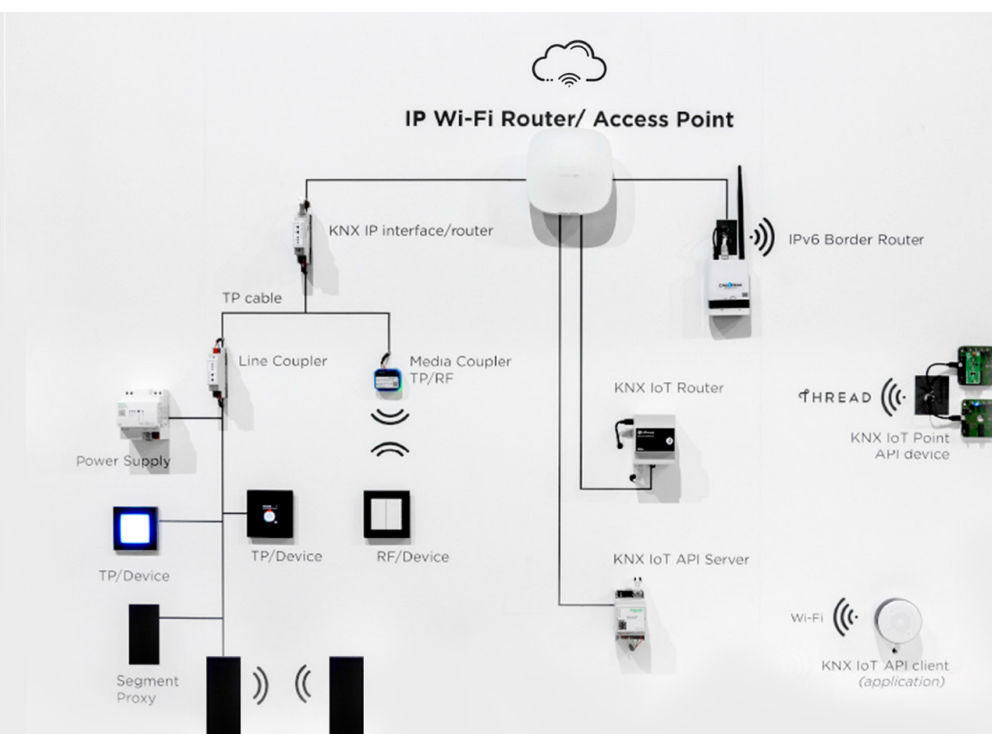 IP Wi-Fi Router/ Access Point
KNX IP interface/router
IPv6 Border Router
TP cable
Line Coupler
Media Coupler
TP/RF
KNX IoT Router
THREAD
KNX IoT Point
API device
Power Supply
TP/Device
RF/Device
TP/Device
KNX IoT API Server
Wi-Fi
KNX IoT API client
(application)
Segment
Proxy